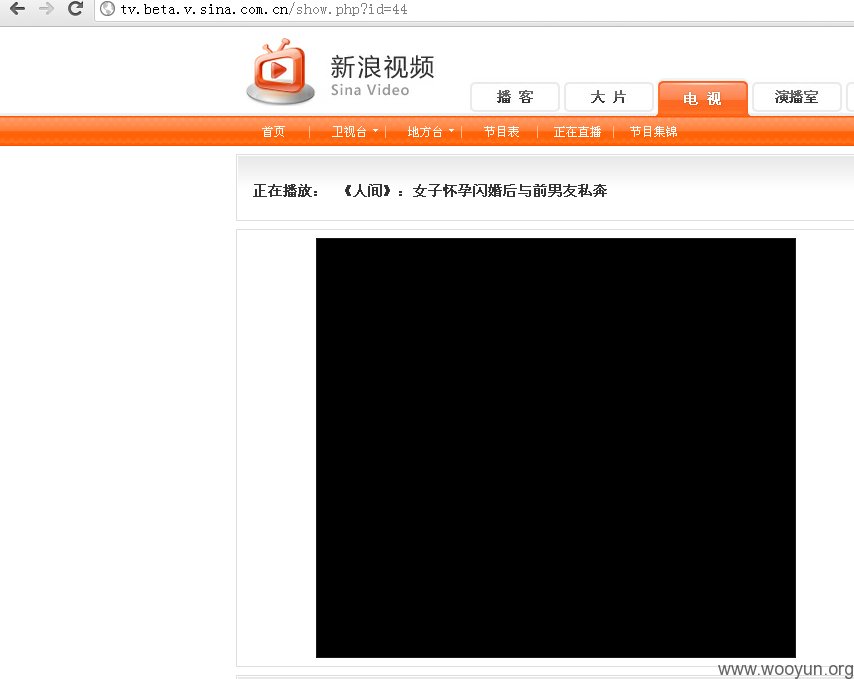 tv.beta.v.sina.com.cn/show.php?id=44
新浪视频
Sina Video
播 客 大 片 电 视 演播室
首页 卫视台 地方台 节目表 正在直播 节目集锦
正在播放： 《人间》：女子怀孕闪婚后与前男友私奔
www.wooyun.org